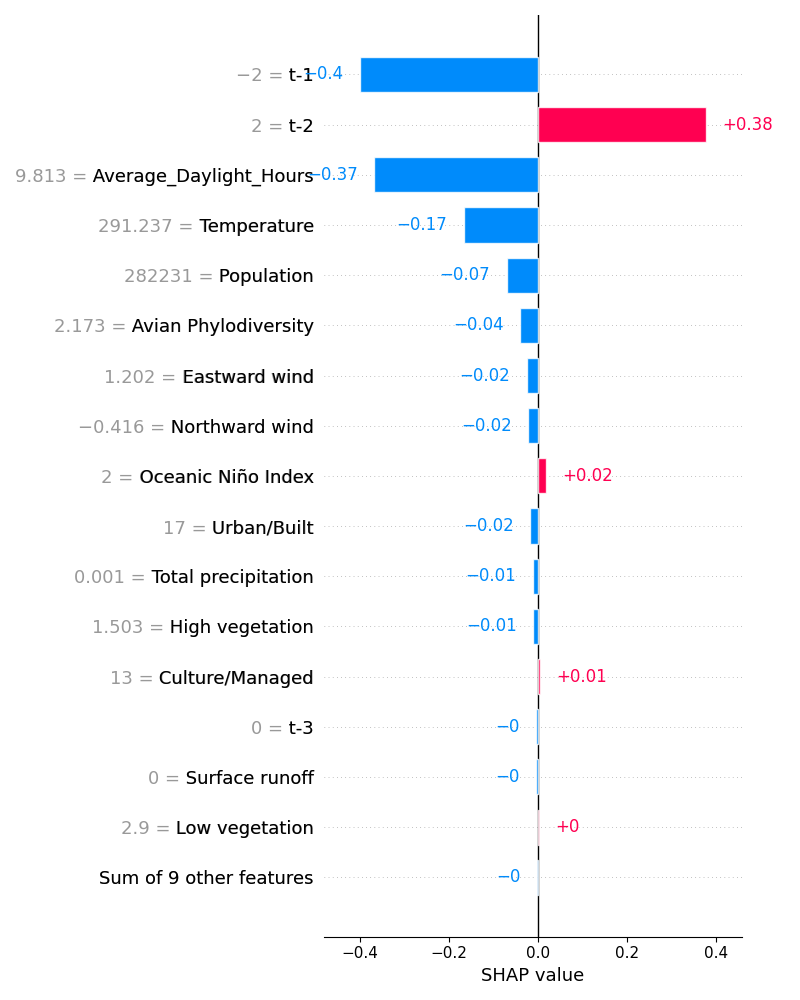 −2 = t-1 −0.4
2 = t-2 +0.38
9.813 = Average_Daylight_Hours −0.37
291.237 = Temperature −0.17
282231 = Population −0.07
2.173 = Avian Phylodiversity −0.04
1.202 = Eastward wind −0.02
−0.416 = Northward wind −0.02
2 = Oceanic Niño Index +0.02
17 = Urban/Built −0.02
0.001 = Total precipitation −0.01
1.503 = High vegetation −0.01
13 = Culture/Managed +0.01
0 = t-3 −0
0 = Surface runoff −0
2.9 = Low vegetation +0
Sum of 9 other features −0
−0.4 −0.2 0.0 0.2 0.4
SHAP value